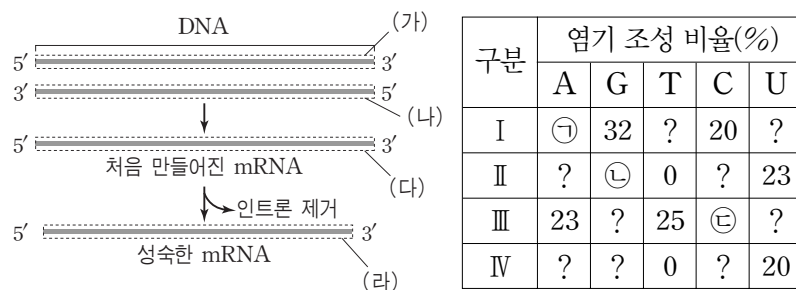 DNA
(가)
5′ 3′
3′ 5′
(나)
5′ 3′
처음 만들어진 mRNA
(다)
인트론 제거
5′ 3′
성숙한 mRNA
(라)
구분 염기 조성 비율(%)
A G T C U
Ⅰ ㉠ 32 ? 20 ?
Ⅱ ? ㉡ 0 ? 23
Ⅲ 23 ? 25 ㉢ ?
Ⅳ ? ? 0 ? 20